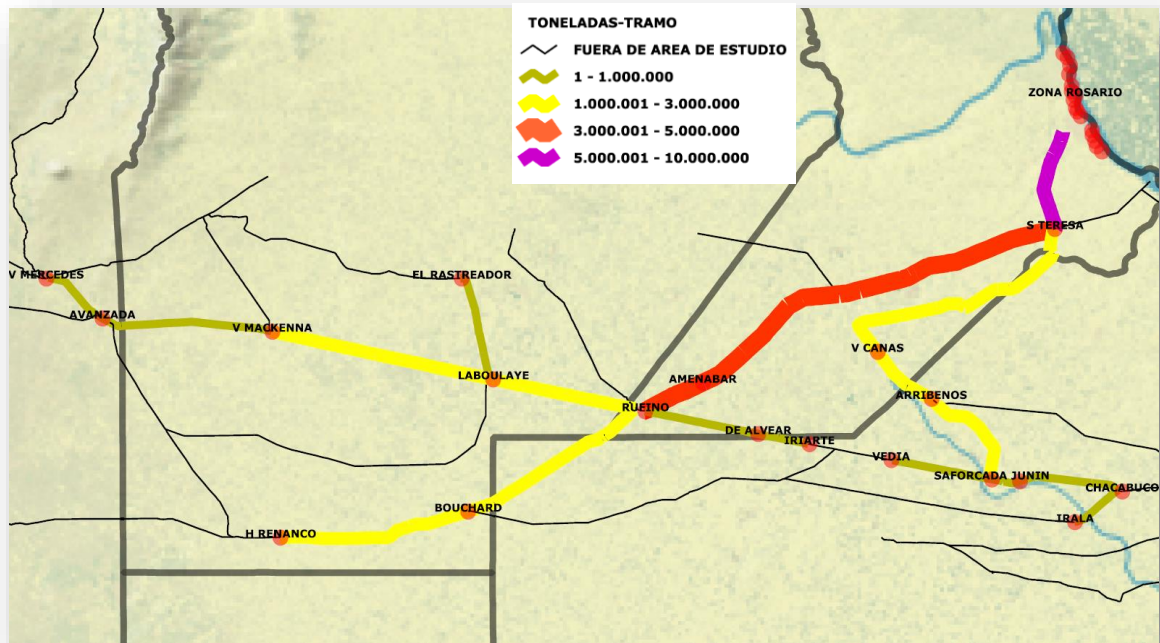 TONELADAS-TRAMO
FUERA DE AREA DE ESTUDIO
1 - 1.000.000
1.000.001 - 3.000.000
3.000.001 - 5.000.000
5.000.001 - 10.000.000
ZONA ROSARIO
S TERESA
V MERCEDES
EL RASTREADOR
AVANZADA
V MACKENNA
V CANAS
LABOULAYE
AMENABAR
ARRIBENOS
RUFINO
DE ALVEAR
IRIARTE
VEDIA
SAFORCADA JUNIN
CHACABUCO
BOUCHARD
IRALA
H RENANCO